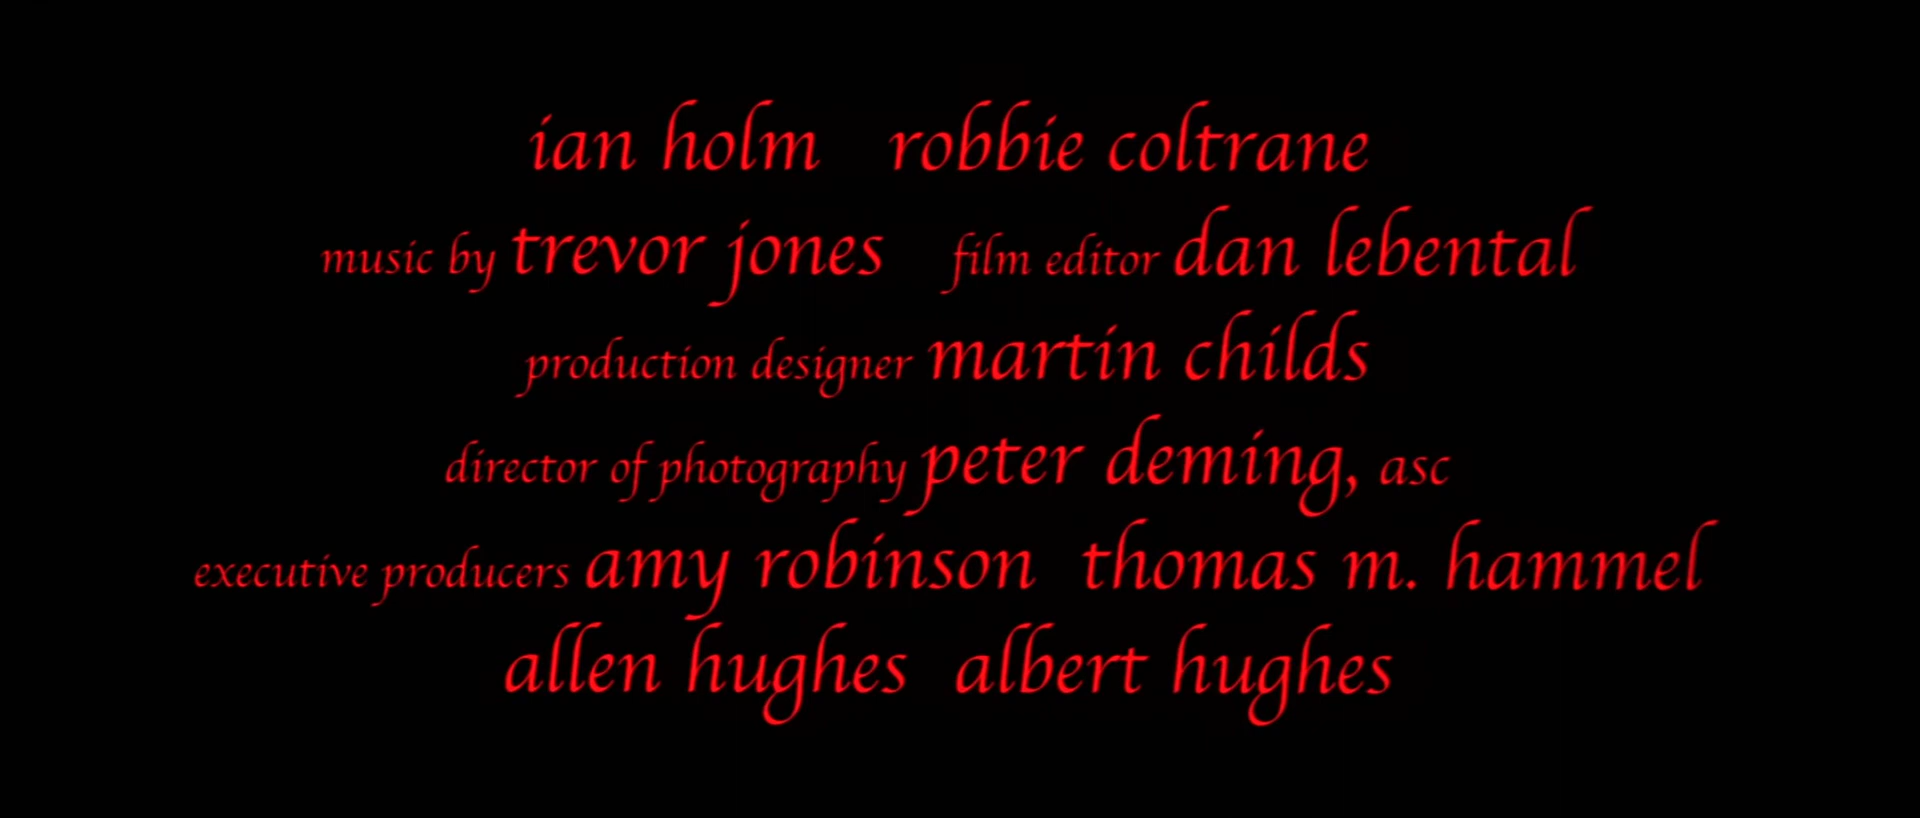 ian holm robbie coltrane
music by trevor jones film editor dan lebental
production designer martin childs
director of photography peter deming, asc
executive producers amy robinson thomas m. hammel
allen hughes albert hughes